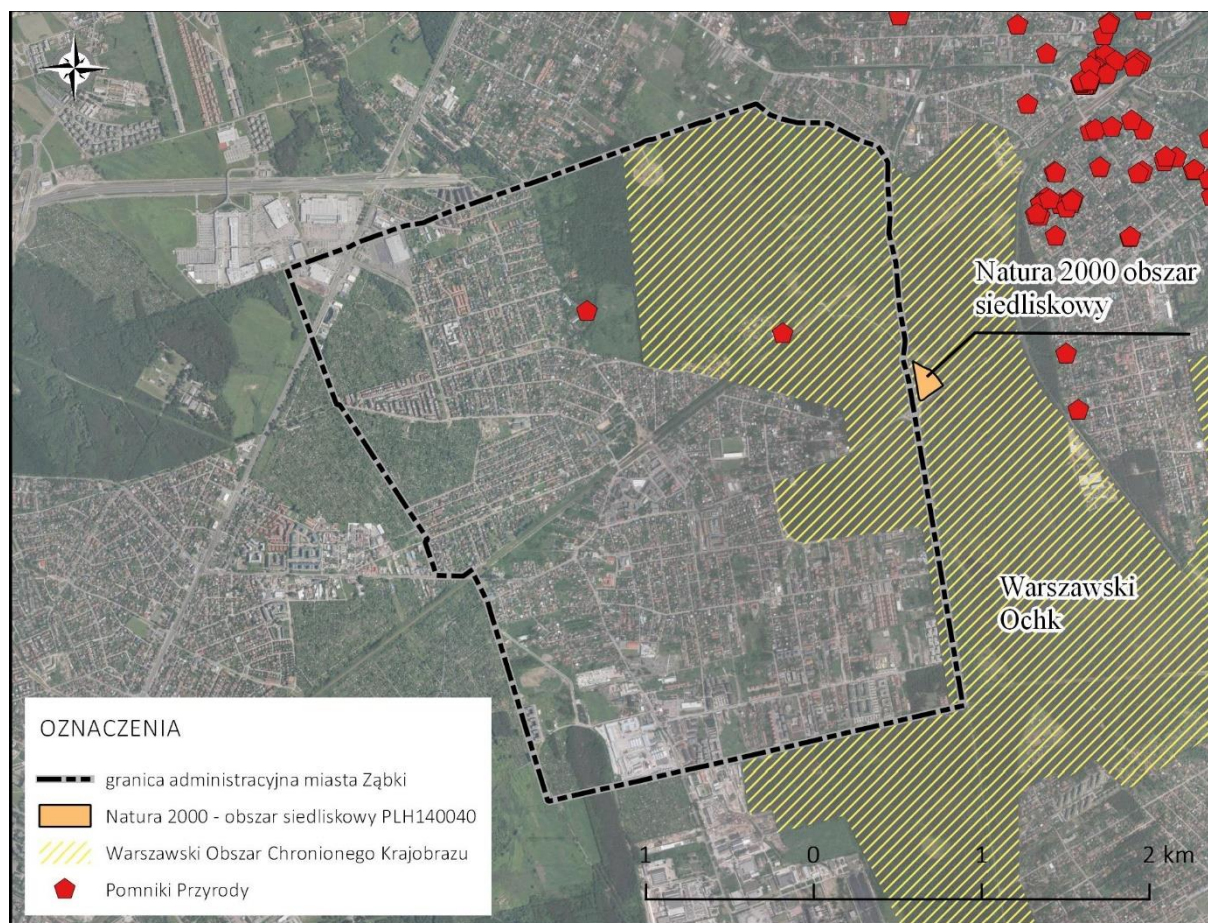 Natura 2000 obszar
siedliskowy
Warszawski
Ochk
OZNACZENIA
granica administracyjna miasta Ząbki
Natura 2000 - obszar siedliskowy PLH140040
Warszawski Obszar Chronionego Krajobrazu
Pomniki Przyrody
1 0 1 2 km